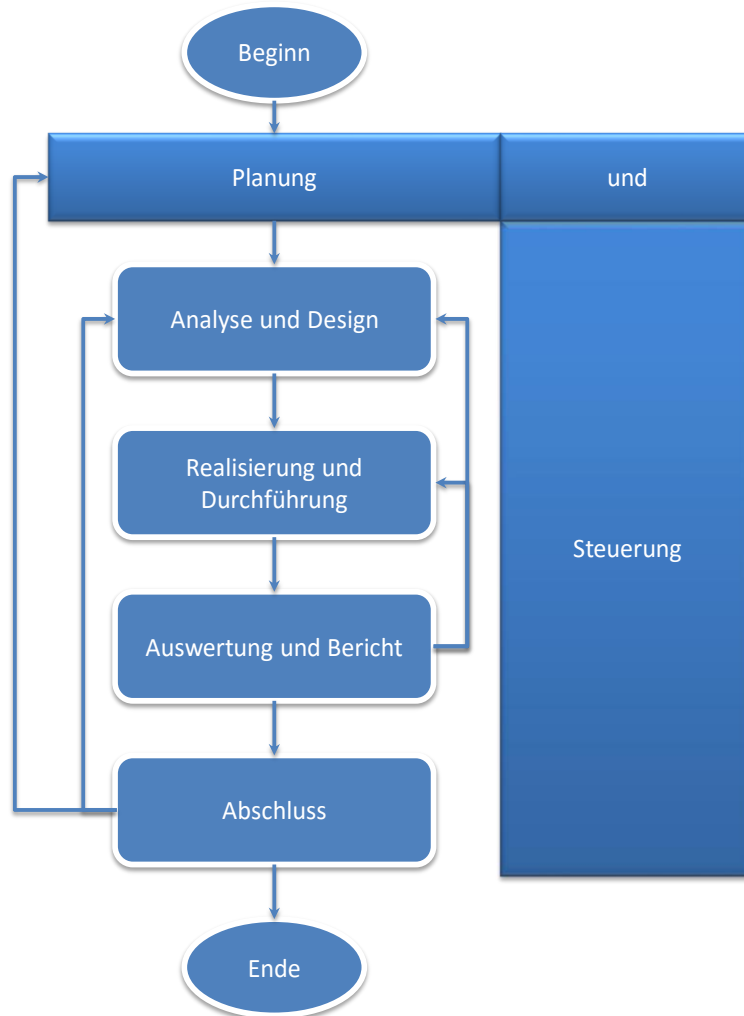 Beginn
Planung
und
Analyse und Design
Realisierung und
Durchführung
Steuerung
Auswertung und Bericht
Abschluss
Ende